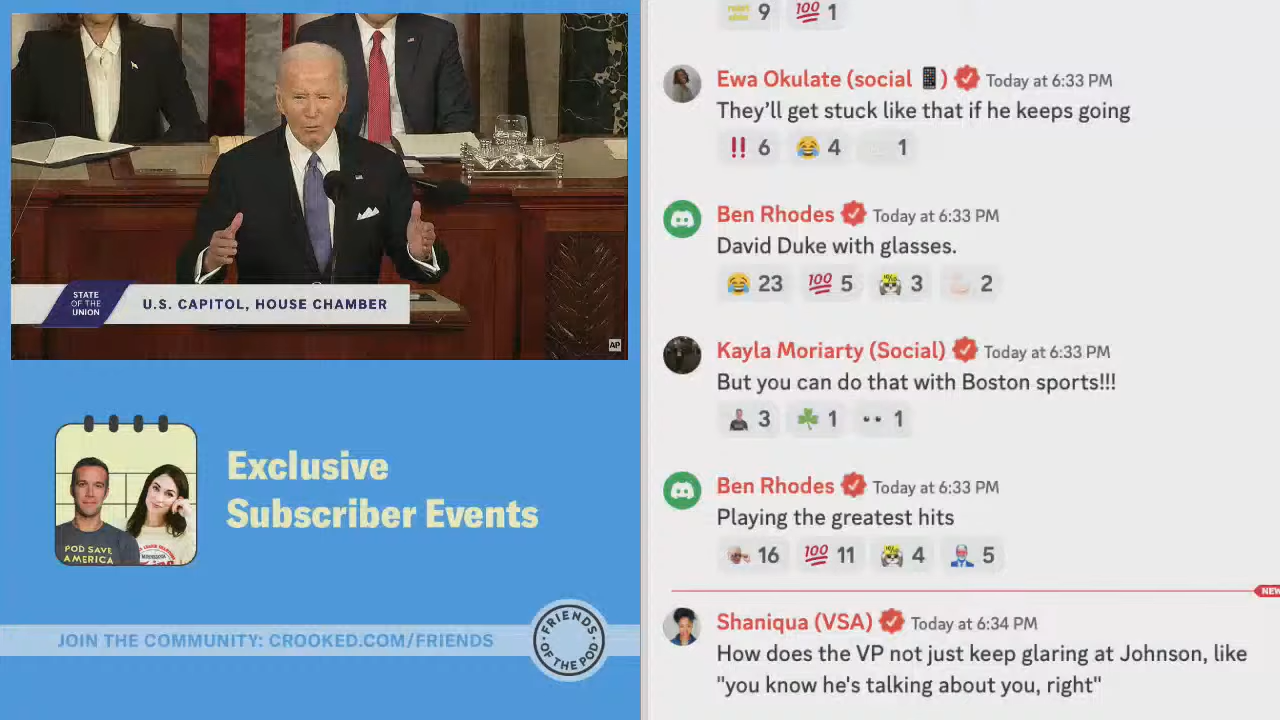 STATE
OF THE
UNION
U.S. CAPITOL, HOUSE CHAMBER
AP
Exclusive
Subscriber Events
POD SAVE
AMERICA
JOIN THE COMMUNITY: CROOKED.COM/FRIENDS
FRIENDS
OF THE POD
9 100 1
Ewa Okulate (social 📱) Today at 6:33 PM
They’ll get stuck like that if he keeps going
‼ 6 😂 4 1
Ben Rhodes Today at 6:33 PM
David Duke with glasses.
😂 23 💯 5 3 2
Kayla Moriarty (Social) Today at 6:33 PM
But you can do that with Boston sports!!!
3 ☘ 1 👀 1
Ben Rhodes Today at 6:33 PM
Playing the greatest hits
16 💯 11 4 5
NEW
Shaniqua (VSA) Today at 6:34 PM
How does the VP not just keep glaring at Johnson, like
"you know he's talking about you, right"